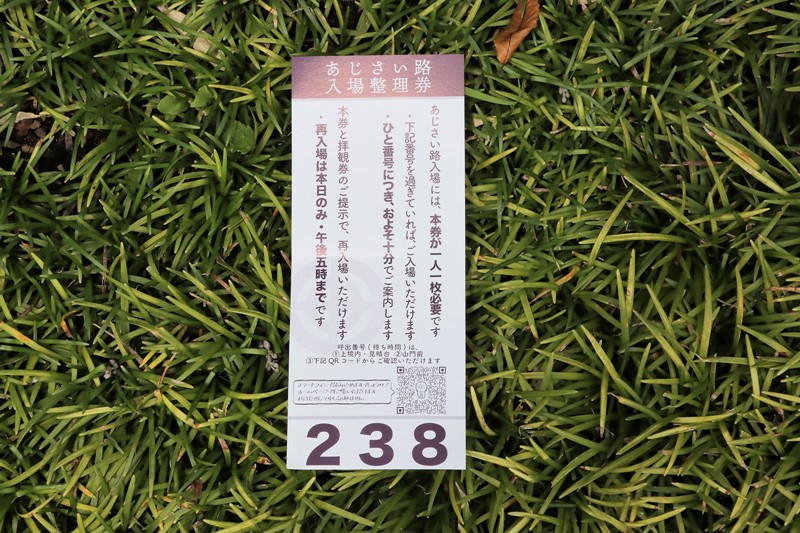 あじさい路
入場整理券
あじさい路入場には、本券が一人一枚必要です
・下記番号を過ぎていれば、ご入場いただけます
・ひと番号につき、およそ十分でご案内します
本券と拝観券のご提示で、再入場いただけます
・再入場は本日のみ・午後五時までです
呼出番号(待ち時間)は、
①上境内・見晴台 ②山門前
③下記QRコードからご確認いただけます
238